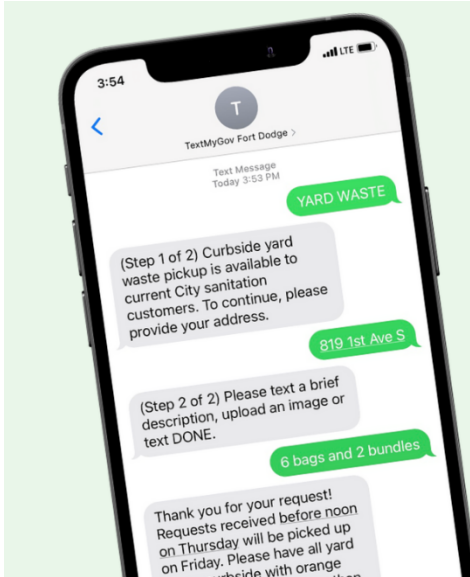 3:54
LTE
T
TextMyGov Fort Dodge >
Text Message
Today 3:53 PM
YARD WASTE
(Step 1 of 2) Curbside yard
waste pickup is available to
current City sanitation
customers. To continue, please
provide your address.
819 1st Ave S
(Step 2 of 2) Please text a brief
description, upload an image or
text DONE.
6 bags and 2 bundles
Thank you for your request!
Requests received before noon
on Thursday will be picked up
on Friday. Please have all yard
with orange